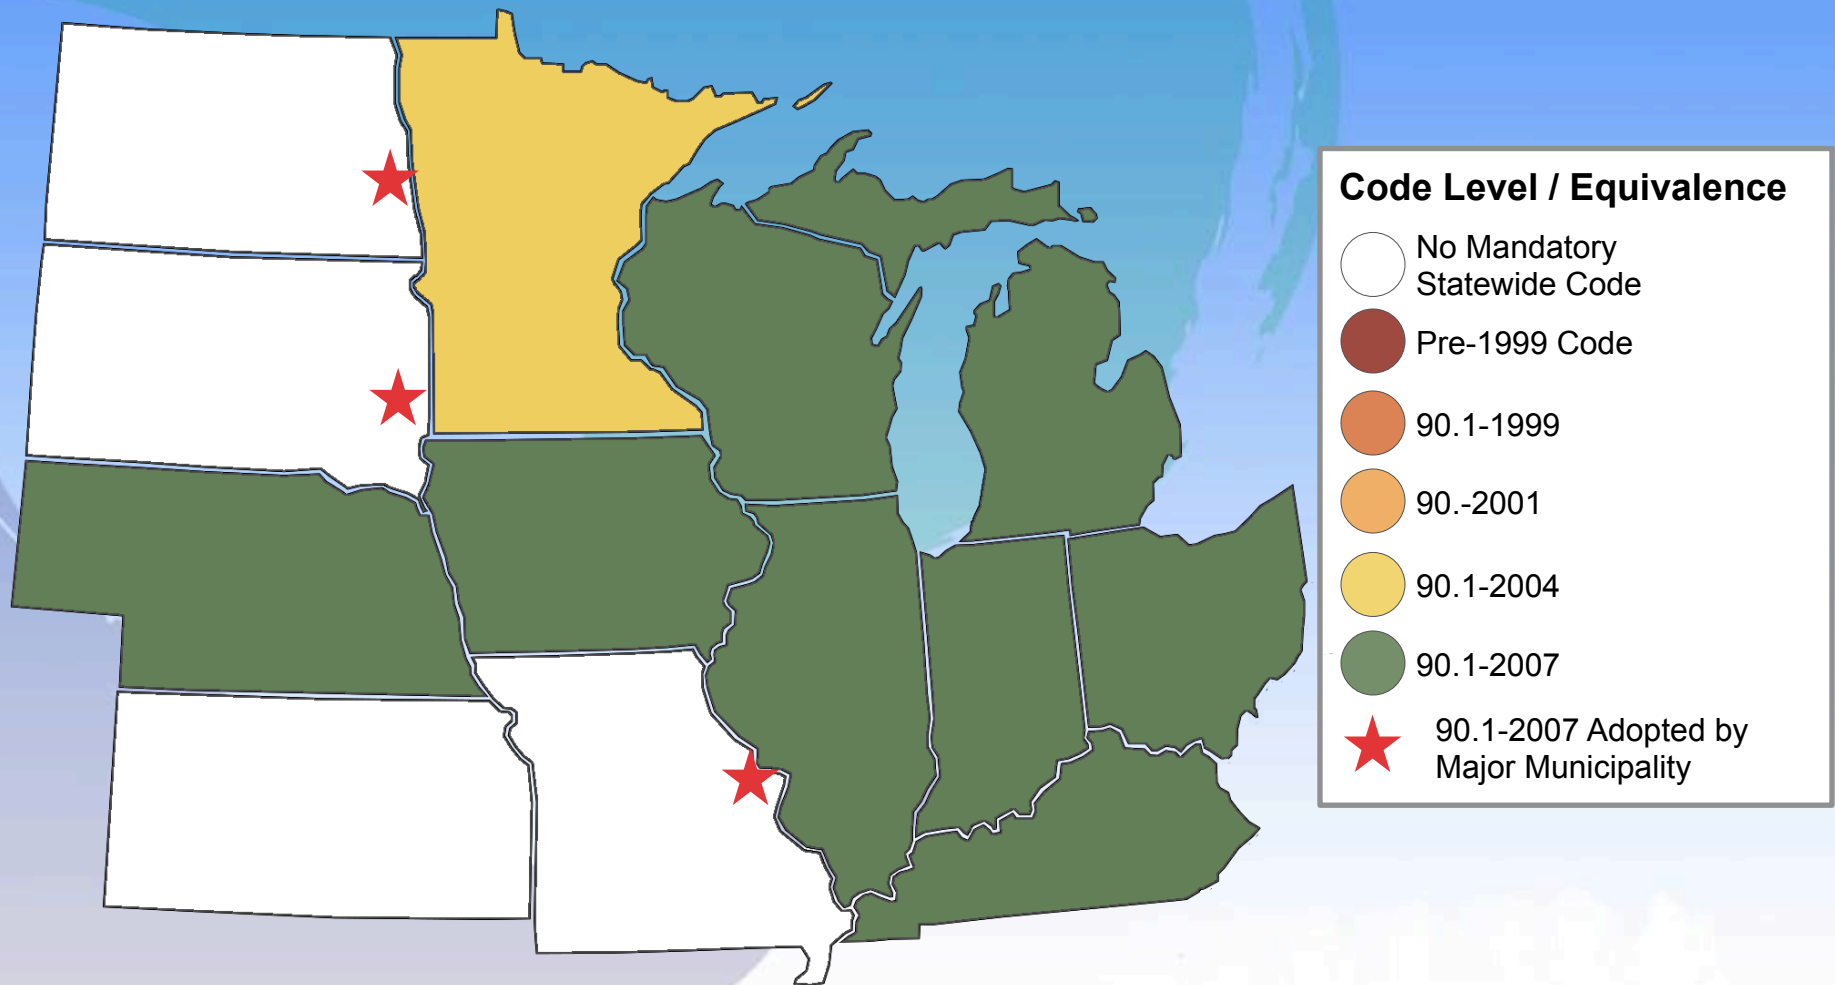 Code Level / Equivalence
No Mandatory
Statewide Code
Pre-1999 Code
90.1-1999
90.-2001
90.1-2004
90.1-2007
90.1-2007 Adopted by
Major Municipality